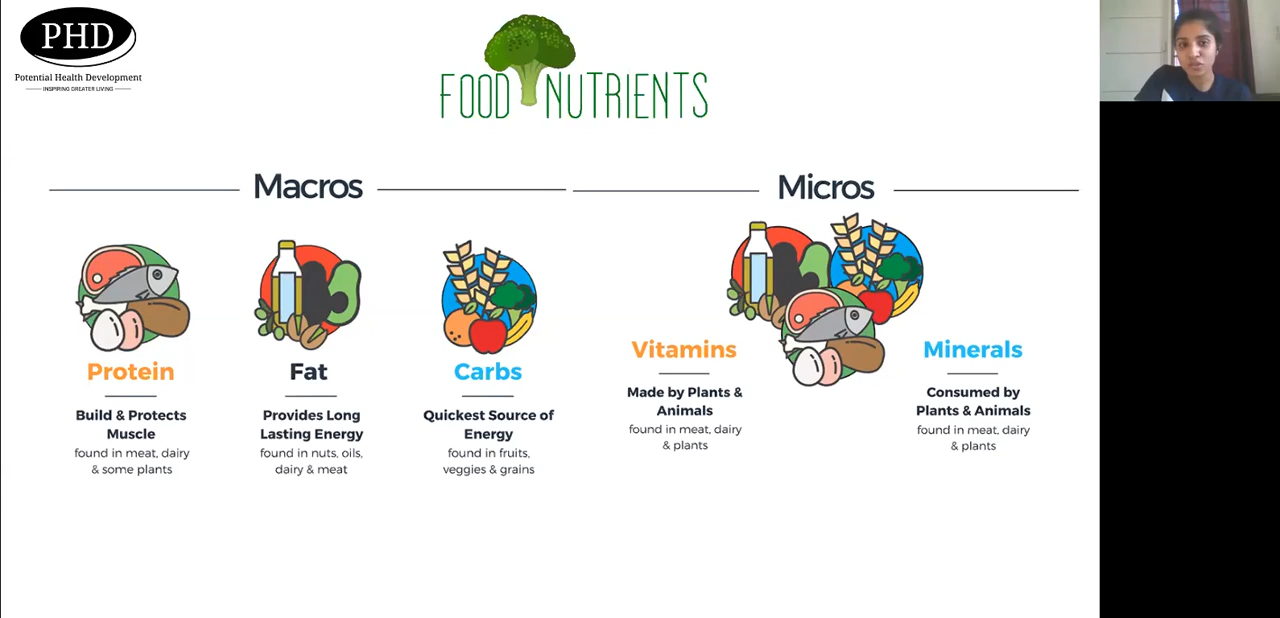 PHD
Potential Health Development
INSPIRING GREATER LIVING
FOOD NUTRIENTS
Macros
Protein
Build & Protects
Muscle
found in meat, dairy
& some plants
Fat
Provides Long
Lasting Energy
found in nuts, oils,
dairy & meat
Carbs
Quickest Source of
Energy
found in fruits,
veggies & grains
Micros
Vitamins
Made by Plants &
Animals
found in meat, dairy
& plants
Minerals
Consumed by
Plants & Animals
found in meat, dairy
& plants